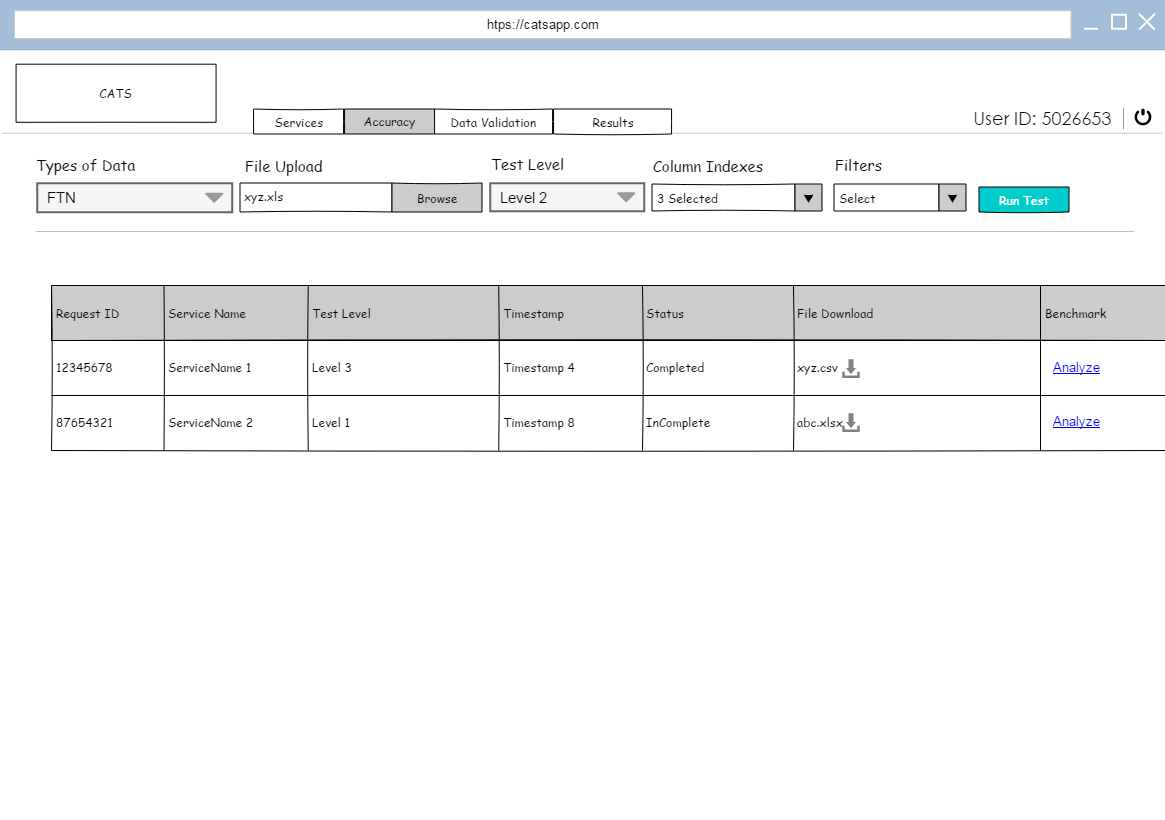 htps://catsapp.com
CATS
Services Accuracy Data Validation Results
User ID: 5026653
Types of Data File Upload Test Level Column Indexes Filters
FTN xyz.xls Browse Level 2 3 Selected Select Run Test
Request ID Service Name Test Level Timestamp Status File Download Benchmark
12345678 ServiceName 1 Level 3 Timestamp 4 Completed xyz.csv Analyze
87654321 ServiceName 2 Level 1 Timestamp 8 InComplete abc.xlsx Analyze